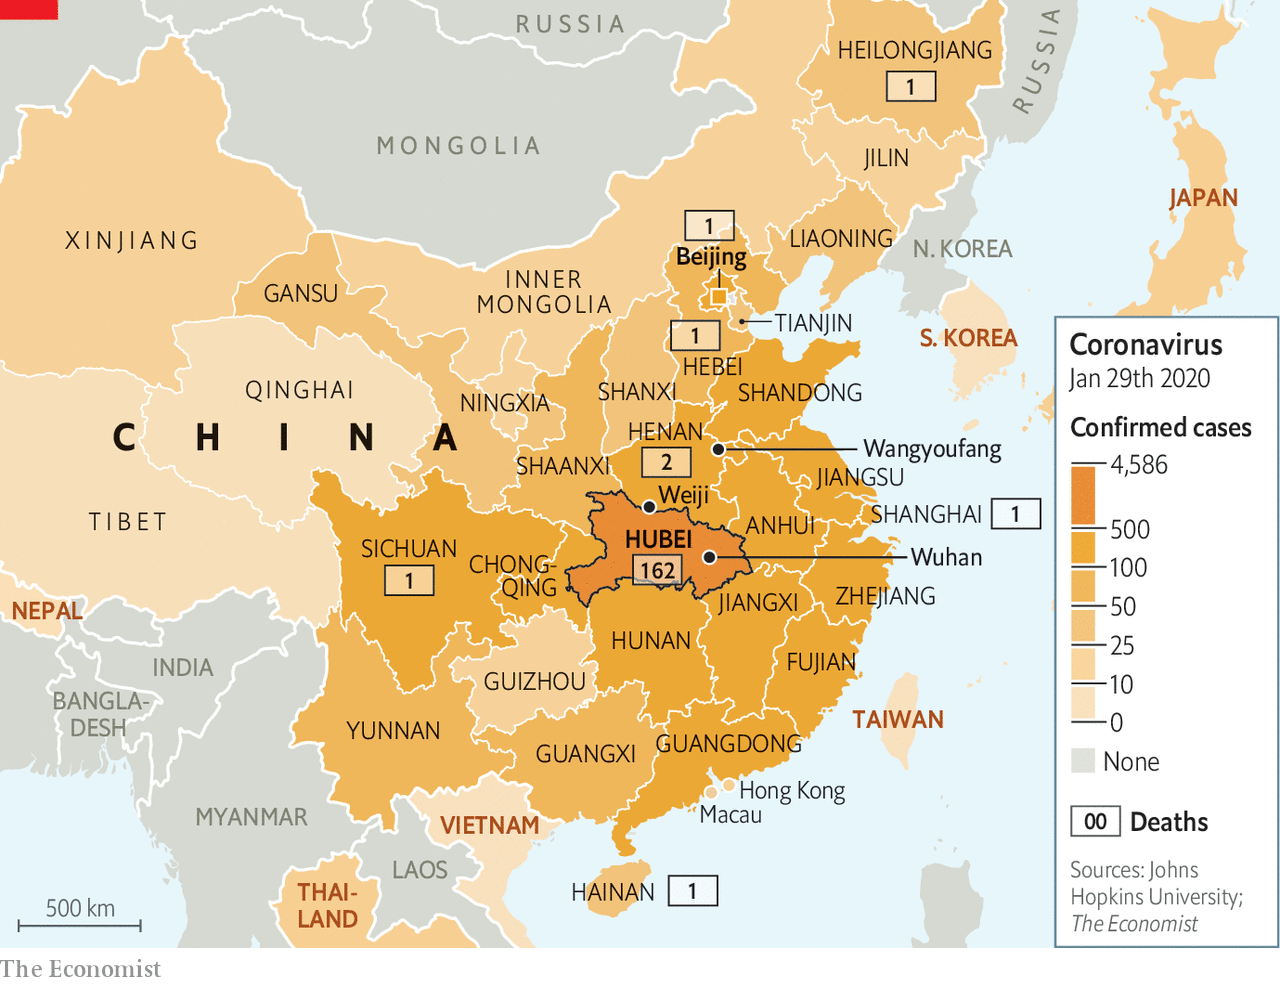 RUSSIA
RUSSIA
HEILONGJIANG
1
MONGOLIA
JILIN
JAPAN
XINJIANG
1
Beijing
LIAONING
N. KOREA
GANSU
INNER
MONGOLIA
TIANJIN
1
S. KOREA
HEBEI
QINGHAI
NINGXIA
SHANXI
SHANDONG
CHINA
HENAN
2
Wangyoufang
SHAANXI
JIANGSU
Weiji
TIBET
ANHUI
SHANGHAI
1
SICHUAN
1
CHONG-
QING
HUBEI
162
Wuhan
NEPAL
JIANGXI
ZHEJIANG
HUNAN
INDIA
FUJIAN
GUIZHOU
BANGLA-
DESH
YUNNAN
TAIWAN
GUANGXI
GUANGDONG
Hong Kong
Macau
MYANMAR
VIETNAM
LAOS
THAI-
LAND
HAINAN
1
500 km
Coronavirus
Jan 29th 2020
Confirmed cases
4,586
500
100
50
25
10
0
None
00 Deaths
Sources: Johns
Hopkins University;
The Economist
The Economist